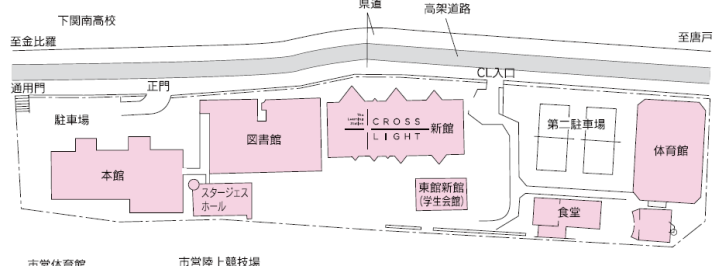 県道
高架道路
下関南高校
至金比羅
至唐戸
CL入口
通用門
正門
駐車場
図書館
The
Learning
Station
CROSS
LIGHT
新館
第二駐車場
体育館
本館
スタージェス
ホール
東館新館
(学生会館)
食堂
市営体育館
市営陸上競技場